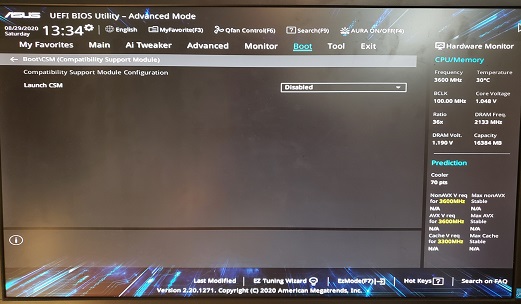 ASUS UEFI BIOS Utility – Advanced Mode
08/29/2020 Saturday 13:34 English MyFavorite(F3) Qfan Control(F6) Search(F9) AURA ON/OFF(F4)
My Favorites Main Ai Tweaker Advanced Monitor Boot Tool Exit
Hardware Monitor
← Boot\CSM (Compatibility Support Module)
Compatibility Support Module Configuration
Launch CSM Disabled
CPU/Memory
Frequency Temperature
3600 MHz 30°C
BCLK Core Voltage
100.00 MHz 1.048 V
Ratio DRAM Freq.
36x 2133 MHz
DRAM Volt. Capacity
1.190 V 16384 MB
Prediction
Cooler
70 pts
NonAVX V req Max nonAVX
for 3600MHz Stable
N/A N/A
AVX V req Max AVX
for 3600MHz Stable
N/A N/A
Cache V req Max Cache
for 3300MHz Stable
N/A N/A
Last Modified EZ Tuning Wizard EzMode(F7) Hot Keys ? Search on FAQ
Version 2.20.1271. Copyright (C) 2020 American Megatrends, Inc.